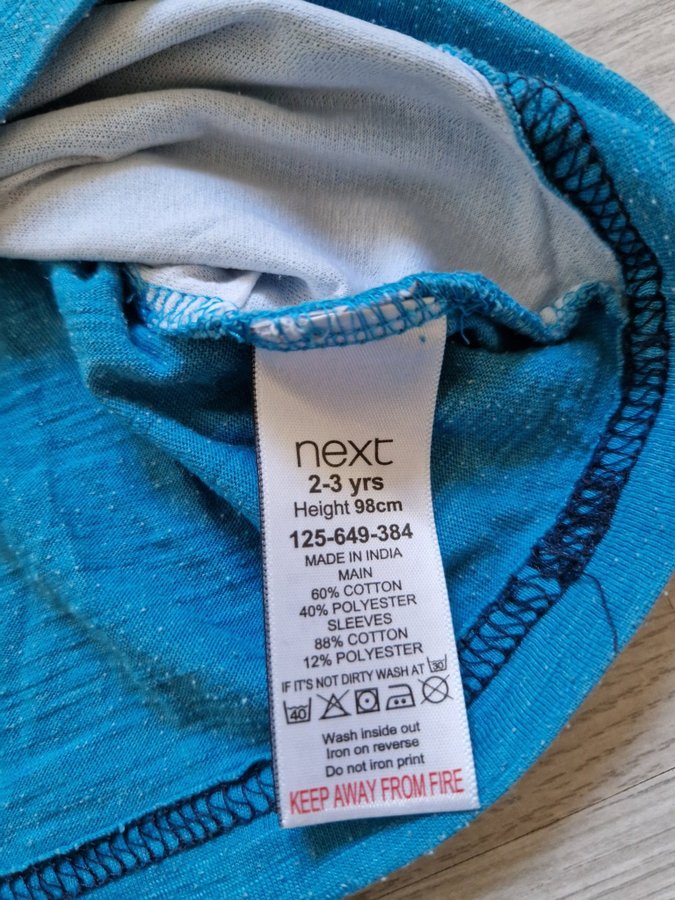 next
2-3 yrs
Height 98cm
125-649-384
MADE IN INDIA
MAIN
60% COTTON
40% POLYESTER
SLEEVES
88% COTTON
12% POLYESTER
IF IT'S NOT DIRTY WASH AT 30
40
Wash inside out
Iron on reverse
Do not iron print
KEEP AWAY FROM FIRE